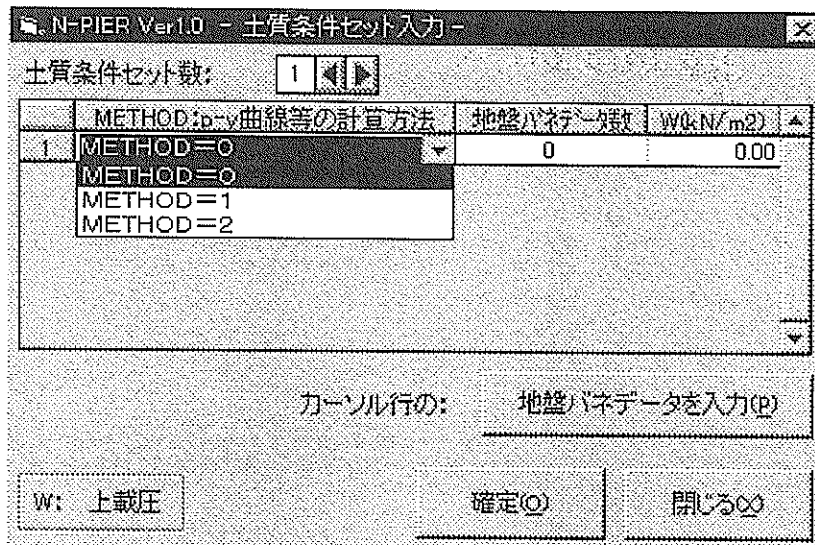 N-PIER Ver1.0 - 土質条件セット入力 -
土質条件セット数: 1
METHOD:p-y曲線等の計算方法 地盤バネデータ数 W(kN/m2)
1 METHOD=0 0 0.00
METHOD=0
METHOD=1
METHOD=2
カーソル行の: 地盤バネデータを入力(P)
W: 上載圧 確定(O) 閉じる(X)